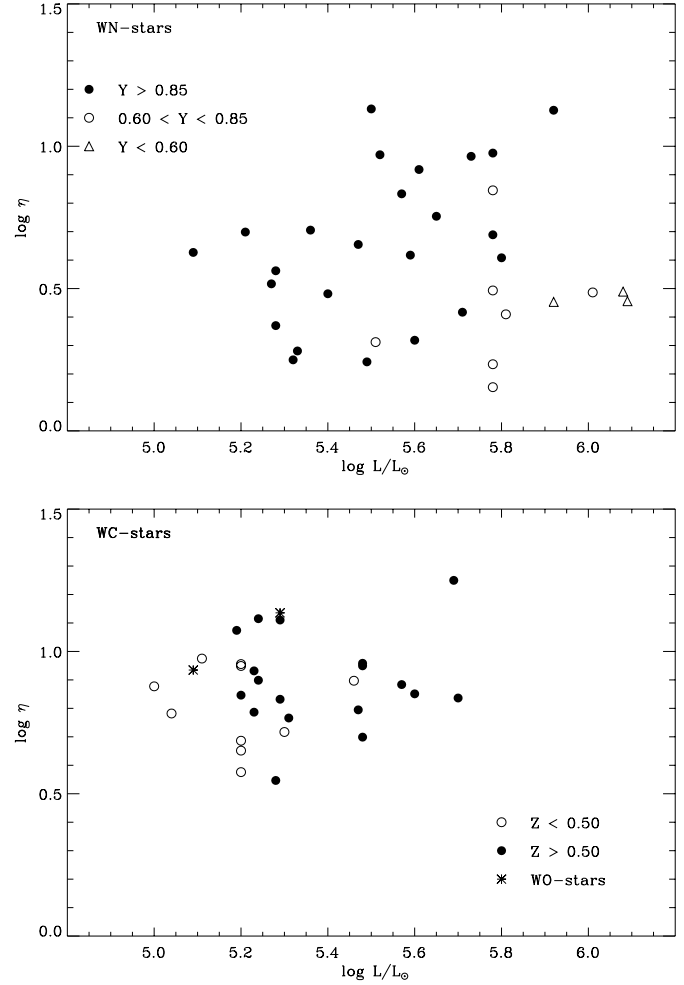 1.5
WN-stars
Y > 0.85
0.60 < Y < 0.85
Y < 0.60
1.0
log η
0.5
0.0
5.0 5.2 5.4 5.6 5.8 6.0
log L/L⊙
1.5
WC-stars
1.0
log η
0.5
Z < 0.50
Z > 0.50
WO-stars
0.0
5.0 5.2 5.4 5.6 5.8 6.0
log L/L⊙